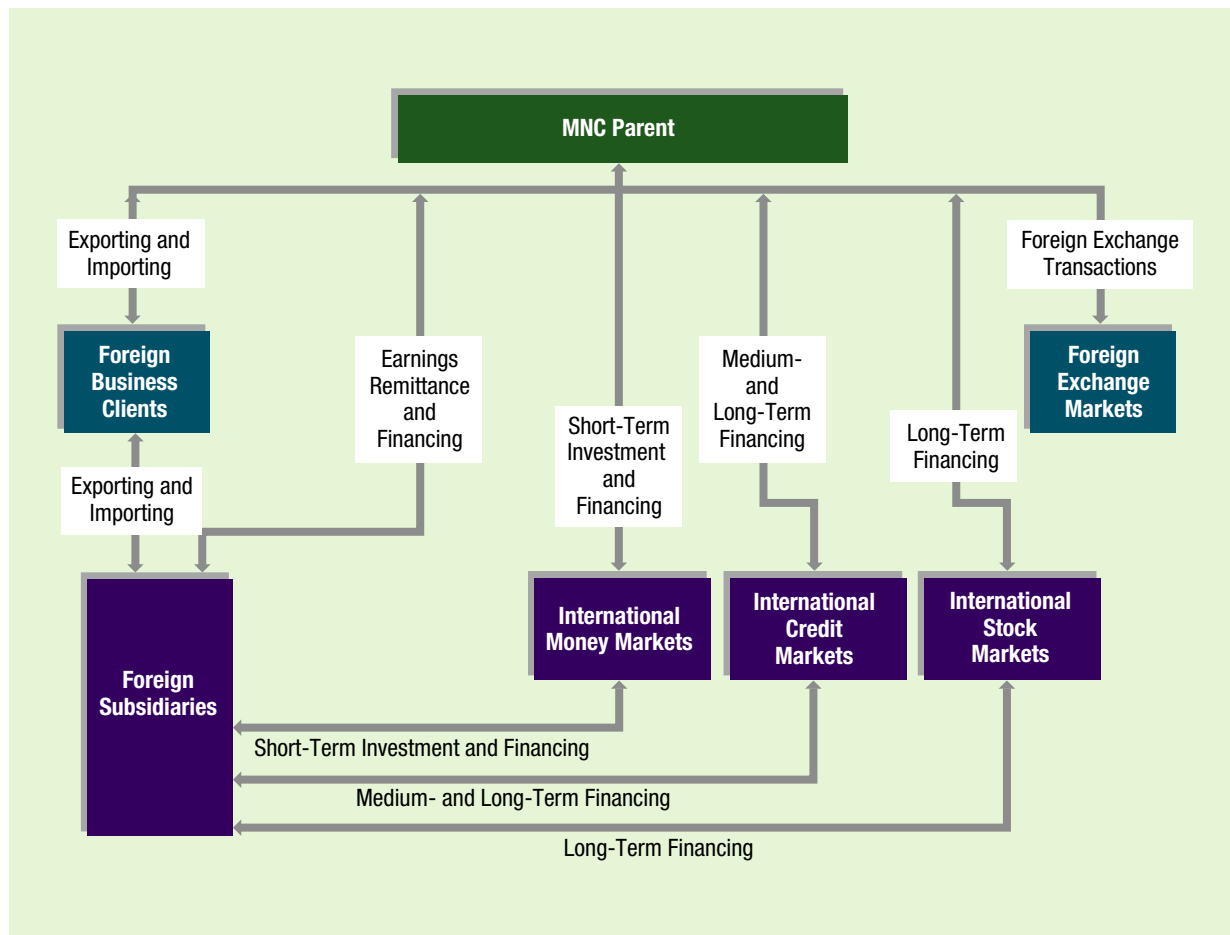 MNC Parent
Exporting and
Importing
Foreign Exchange
Transactions
Foreign
Business
Clients
Earnings
Remittance
and
Financing
Medium-
and
Long-Term
Financing
Foreign
Exchange
Markets
Short-Term
Investment
and
Financing
Long-Term
Financing
Exporting and
Importing
Foreign
Subsidiaries
International
Money Markets
International
Credit
Markets
International
Stock
Markets
Short-Term Investment and Financing
Medium- and Long-Term Financing
Long-Term Financing